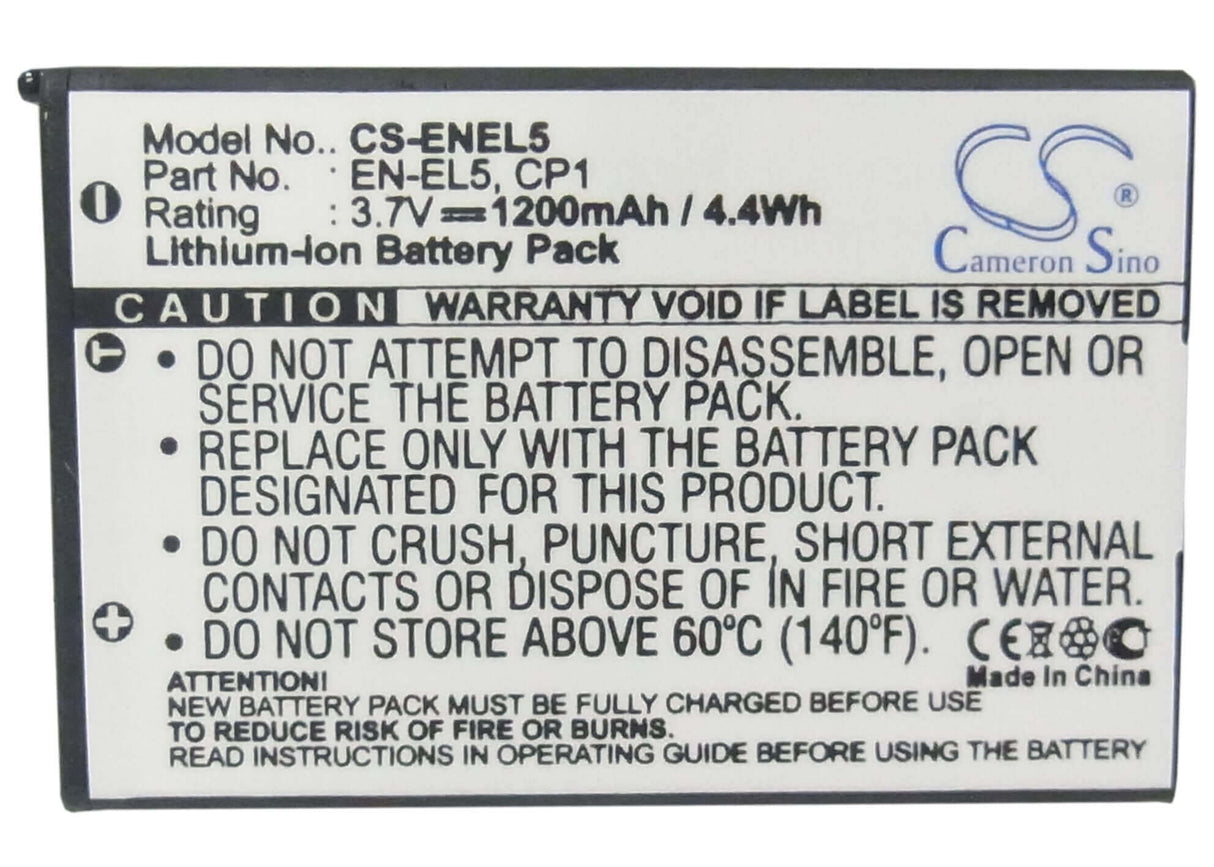 Model No.. CS-ENEL5
Part No. : EN-EL5, CP1
Rating : 3.7V 1200mAh / 4.4Wh
Lithium-Ion Battery Pack
CS ®
Cameron Sino
CAUTION WARRANTY VOID IF LABEL IS REMOVED
• DO NOT ATTEMPT TO DISASSEMBLE, OPEN OR
SERVICE THE BATTERY PACK.
• REPLACE ONLY WITH THE BATTERY PACK
DESIGNATED FOR THIS PRODUCT.
• DO NOT CRUSH, PUNCTURE, SHORT EXTERNAL
CONTACTS OR DISPOSE OF IN FIRE OR WATER.
• DO NOT STORE ABOVE 60°C (140°F). CE
Made In China
ATTENTION!
NEW BATTERY PACK MUST BE FULLY CHARGED BEFORE USE
TO REDUCE RISK OF FIRE OR BURNS.
READ INSTRUCTIONS IN OPERATING GUIDE BEFORE USING THE BATTERY
T